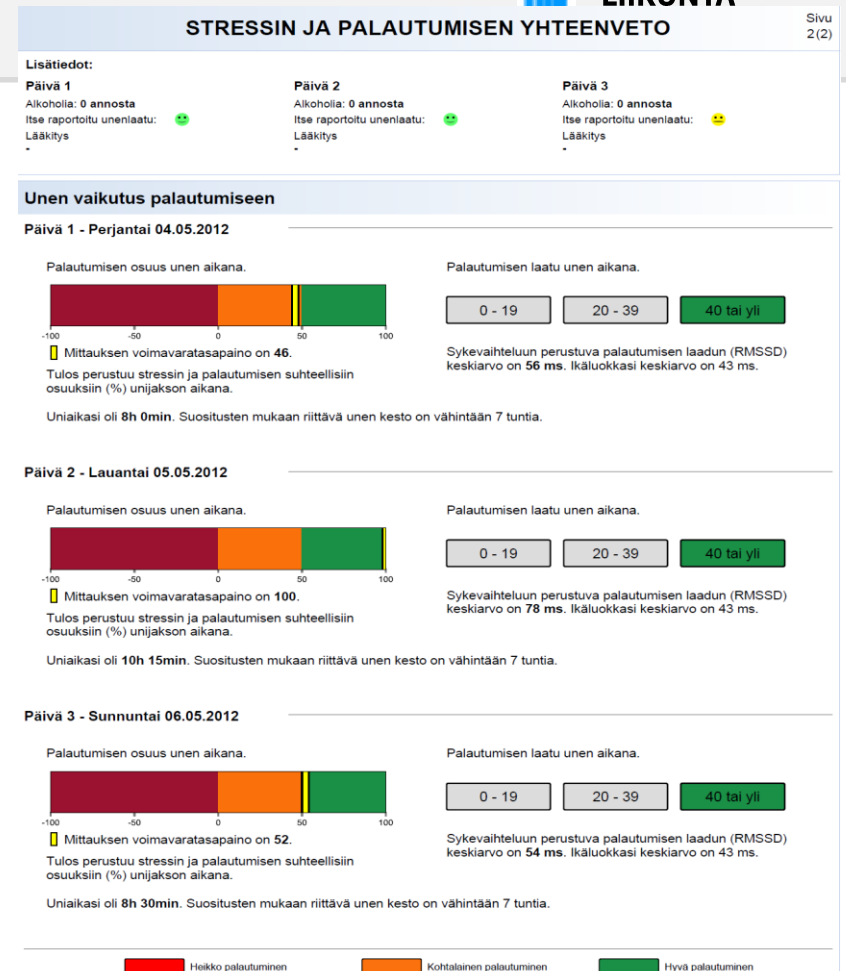 LIIKUNTA
STRESSIN JA PALAUTUMISEN YHTEENVETO
Sivu
2(2)
Lisätiedot:
Päivä 1
Alkoholia: 0 annosta
Itse raportoitu unenlaatu:
Lääkitys
-
Päivä 2
Alkoholia: 0 annosta
Itse raportoitu unenlaatu:
Lääkitys
-
Päivä 3
Alkoholia: 0 annosta
Itse raportoitu unenlaatu:
Lääkitys
-
Unen vaikutus palautumiseen
Päivä 1 - Perjantai 04.05.2012
Palautumisen osuus unen aikana.
-100 -50 0 50 100
Mittauksen voimavaratasapaino on 46.
Tulos perustuu stressin ja palautumisen suhteellisiin
osuuksiin (%) unijakson aikana.
Palautumisen laatu unen aikana.
0 - 19 20 - 39 40 tai yli
Sykevaihteluun perustuva palautumisen laadun (RMSSD)
keskiarvo on 56 ms. Ikäluokkasi keskiarvo on 43 ms.
Uniaikasi oli 8h 0min. Suositusten mukaan riittävä unen kesto on vähintään 7 tuntia.
Päivä 2 - Lauantai 05.05.2012
Palautumisen osuus unen aikana.
-100 -50 0 50 100
Mittauksen voimavaratasapaino on 100.
Tulos perustuu stressin ja palautumisen suhteellisiin
osuuksiin (%) unijakson aikana.
Palautumisen laatu unen aikana.
0 - 19 20 - 39 40 tai yli
Sykevaihteluun perustuva palautumisen laadun (RMSSD)
keskiarvo on 78 ms. Ikäluokkasi keskiarvo on 43 ms.
Uniaikasi oli 10h 15min. Suositusten mukaan riittävä unen kesto on vähintään 7 tuntia.
Päivä 3 - Sunnuntai 06.05.2012
Palautumisen osuus unen aikana.
-100 -50 0 50 100
Mittauksen voimavaratasapaino on 52.
Tulos perustuu stressin ja palautumisen suhteellisiin
osuuksiin (%) unijakson aikana.
Palautumisen laatu unen aikana.
0 - 19 20 - 39 40 tai yli
Sykevaihteluun perustuva palautumisen laadun (RMSSD)
keskiarvo on 54 ms. Ikäluokkasi keskiarvo on 43 ms.
Uniaikasi oli 8h 30min. Suositusten mukaan riittävä unen kesto on vähintään 7 tuntia.
Heikko palautuminen Kohtalainen palautuminen Hyvä palautuminen